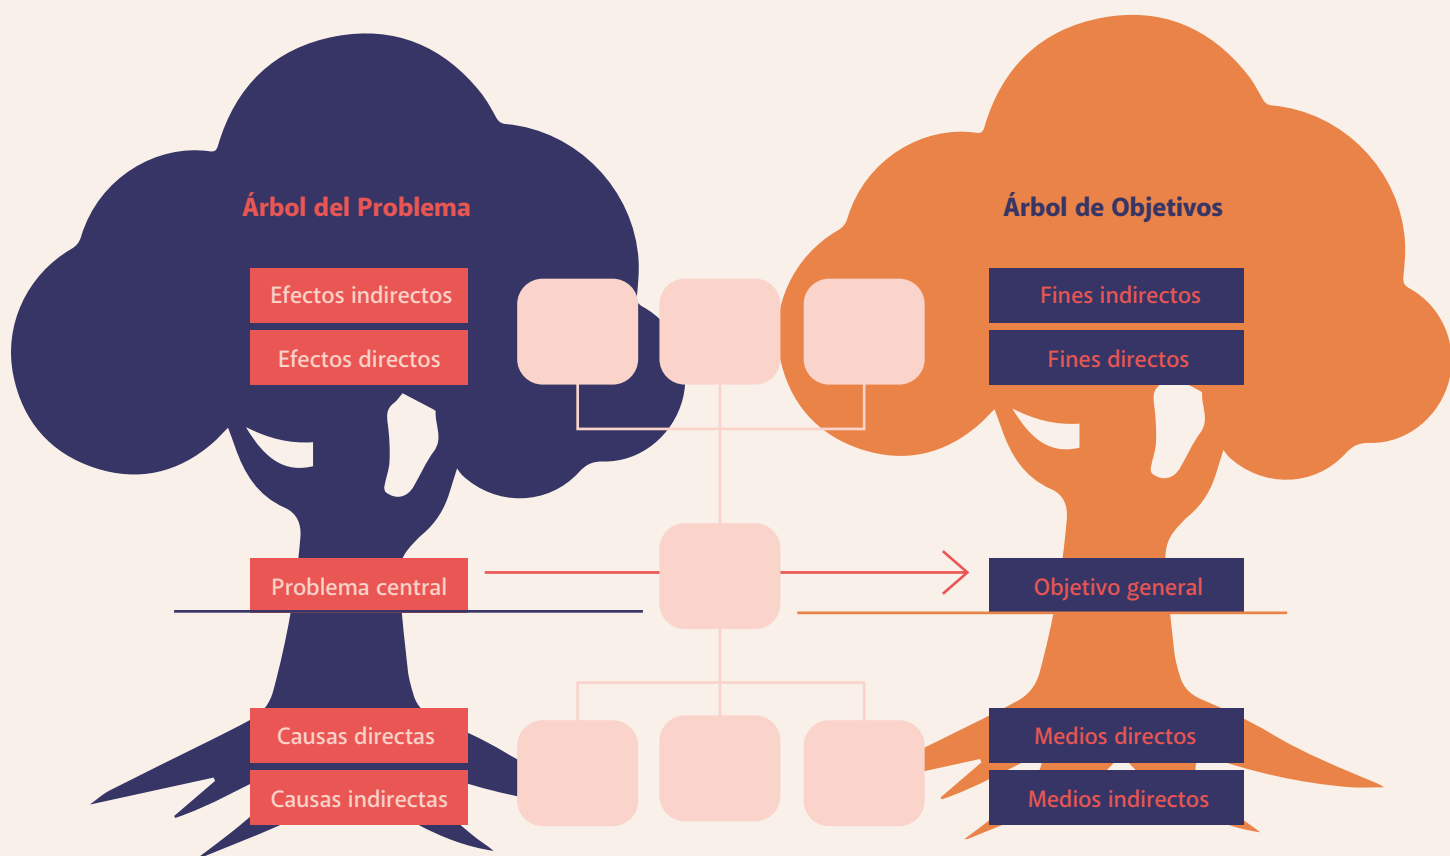 Árbol del Problema
Efectos indirectos
Efectos directos
Problema central
Causas directas
Causas indirectas
Árbol de Objetivos
Fines indirectos
Fines directos
Objetivo general
Medios directos
Medios indirectos